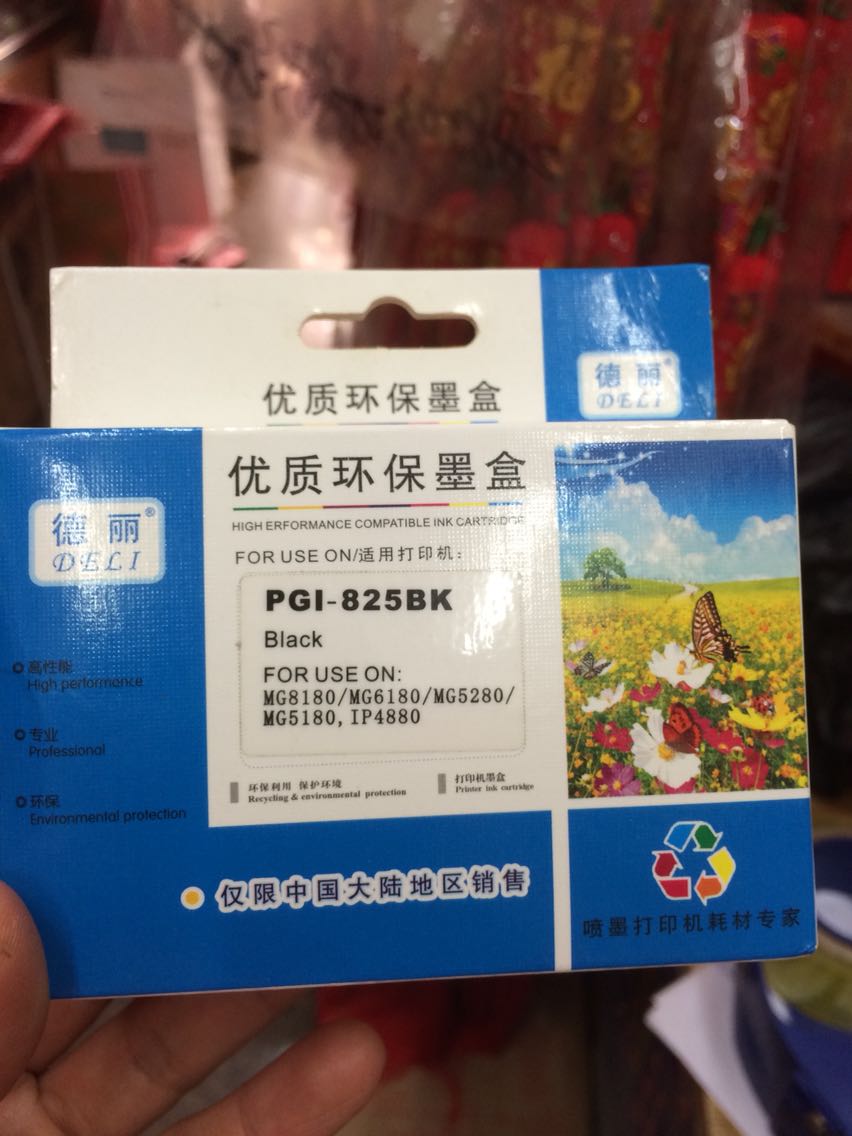 优质环保墨盒
德丽
DELI
优质环保墨盒
德丽®
DELI
HIGH ERFORMANCE COMPATIBLE INK CARTRIDGE
FOR USE ON/适用打印机:
PGI-825BK
Black
FOR USE ON:
MG8180/MG6180/MG5280/
MG5180,IP4880
高性能
High performance
专业
Professional
环保
Environmental protection
环保利用 保护环境
Recycling & environmental protection
打印机墨盒
Printer ink cartridge
仅限中国大陆地区销售
喷墨打印机耗材专家